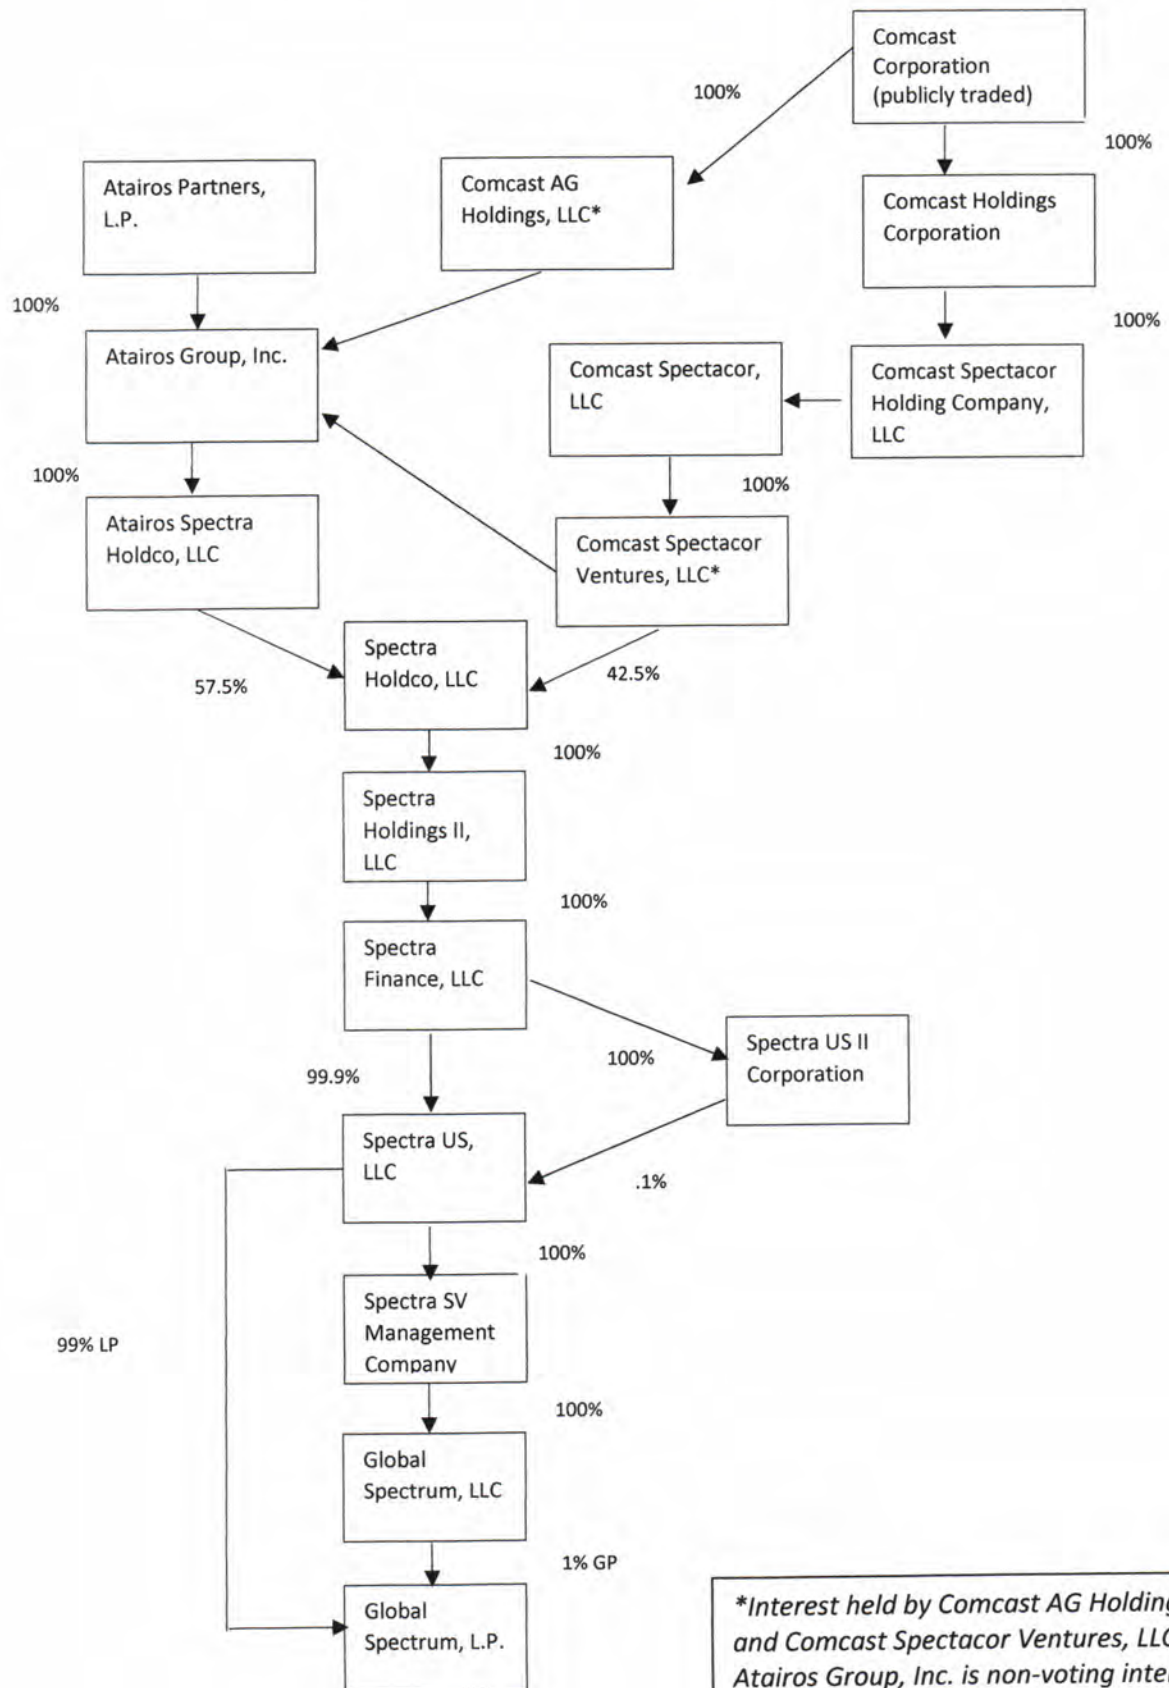 Comcast
Corporation
(publicly traded)
100%
100%
Atairos Partners,
L.P.
Comcast AG
Holdings, LLC*
Comcast Holdings
Corporation
100%
100%
Atairos Group, Inc.
Comcast Spectacor,
LLC
Comcast Spectacor
Holding Company,
LLC
100%
100%
Atairos Spectra
Holdco, LLC
Comcast Spectacor
Ventures, LLC*
Spectra
Holdco, LLC
57.5%
42.5%
100%
Spectra
Holdings II,
LLC
100%
Spectra
Finance, LLC
100%
Spectra US II
Corporation
99.9%
Spectra US,
LLC
.1%
100%
Spectra SV
Management
Company
99% LP
100%
Global
Spectrum, LLC
1% GP
Global
Spectrum, L.P.
*Interest held by Comcast AG Holding
and Comcast Spectacor Ventures, LLC
Atairos Group, Inc. is non-voting inte